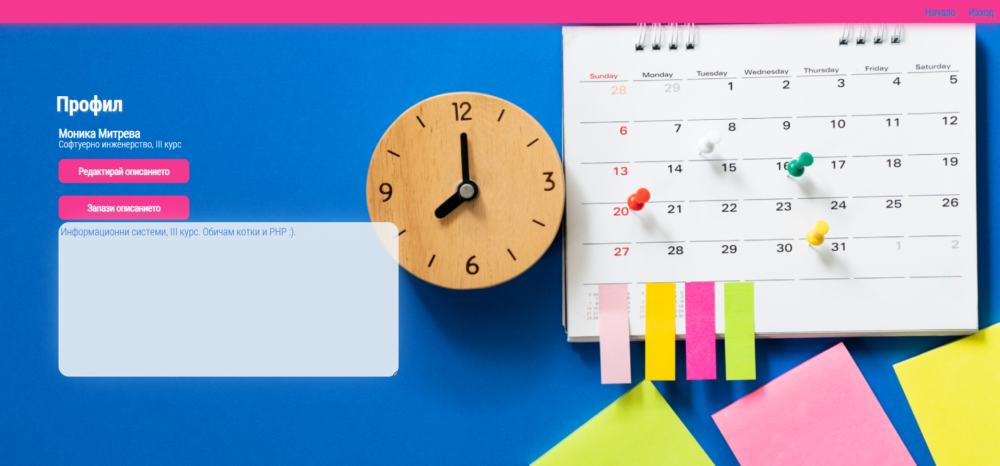 Начало Изход
Профил
Моника Митрева
Софтуерно инженерство, III курс
Редактирай описанието
Запази описанието
Информационни системи, III курс. Обичам котки и PHP :).
12
3
6
9
Sunday Monday Tuesday Wednesday Thursday Friday Saturday
28 29 1 2 3 4 5
6 7 8 9 10 11 12
13 14 15 16 17 18 19
20 21 22 23 24 25 26
27 28 29 30 31 1 2